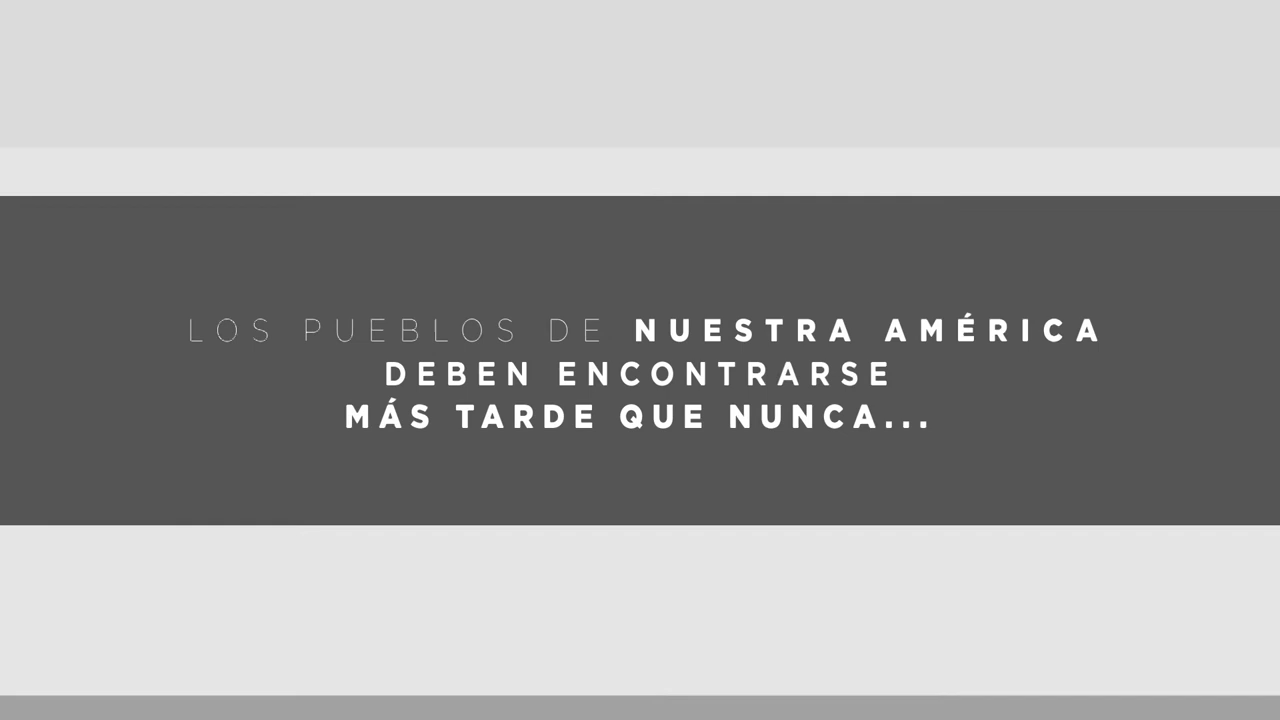 LOS PUEBLOS DE NUESTRA AMÉRICA
DEBEN ENCONTRARSE
MÁS TARDE QUE NUNCA...